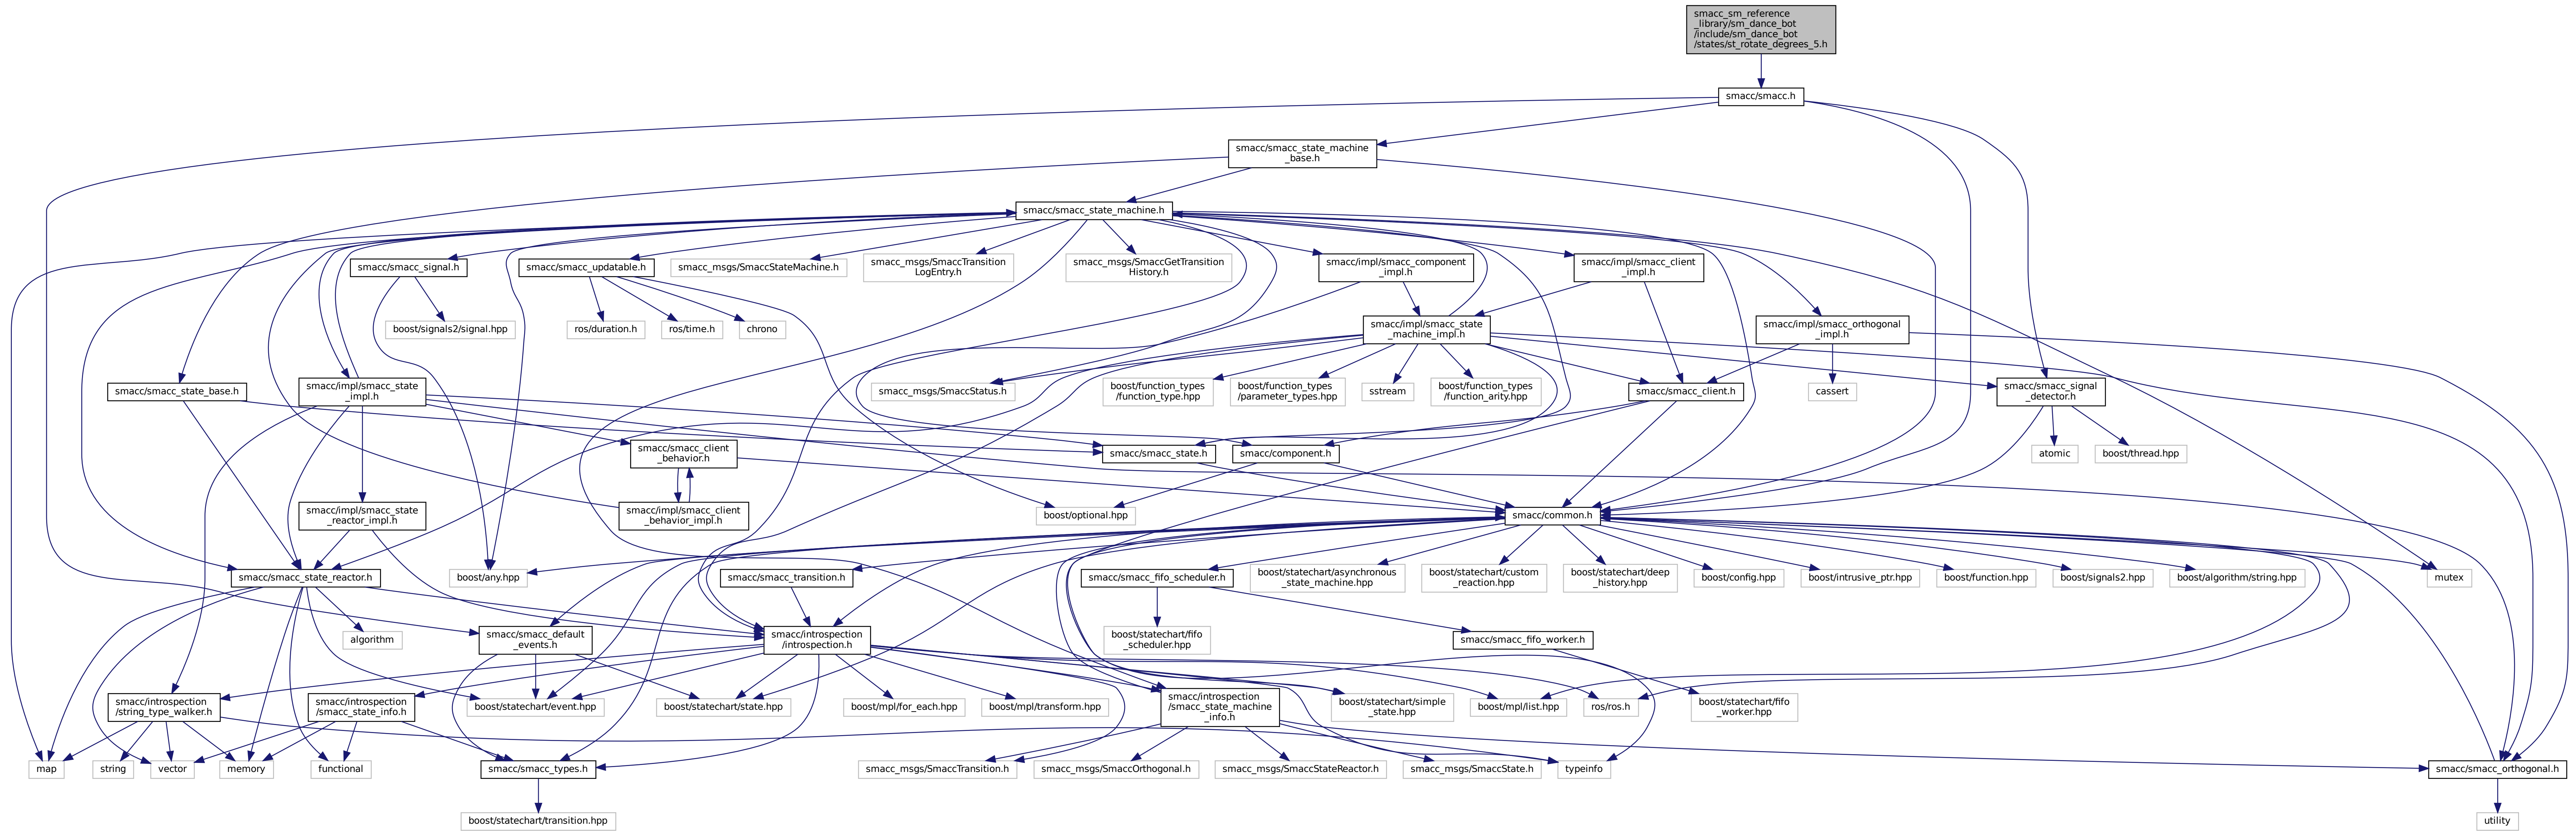 smacc_sm_reference
_library/sm_dance_bot
/include/sm_dance_bot
/states/st_rotate_degrees_5.h
smacc/smacc.h
smacc/smacc_state_machine
_base.h
smacc/smacc_state_machine.h
smacc/smacc_signal.h
smacc/smacc_updatable.h
smacc_msgs/SmaccStateMachine.h
smacc_msgs/SmaccTransition
LogEntry.h
smacc_msgs/SmaccGetTransition
History.h
smacc/impl/smacc_component
_impl.h
smacc/impl/smacc_client
_impl.h
boost/signals2/signal.hpp
ros/duration.h
ros/time.h
chrono
smacc/impl/smacc_state
_machine_impl.h
smacc/impl/smacc_orthogonal
_impl.h
smacc/smacc_state_base.h
smacc/impl/smacc_state
_impl.h
smacc_msgs/SmaccStatus.h
boost/function_types
/function_type.hpp
boost/function_types
/parameter_types.hpp
sstream
boost/function_types
/function_arity.hpp
smacc/smacc_client.h
cassert
smacc/smacc_signal
_detector.h
smacc/smacc_client
_behavior.h
smacc/smacc_state.h
smacc/component.h
atomic
boost/thread.hpp
smacc/impl/smacc_state
_reactor_impl.h
smacc/impl/smacc_client
_behavior_impl.h
boost/optional.hpp
smacc/common.h
smacc/smacc_state_reactor.h
boost/any.hpp
smacc/smacc_transition.h
smacc/smacc_fifo_scheduler.h
boost/statechart/asynchronous
_state_machine.hpp
boost/statechart/custom
_reaction.hpp
boost/statechart/deep
_history.hpp
boost/config.hpp
boost/intrusive_ptr.hpp
boost/function.hpp
boost/signals2.hpp
boost/algorithm/string.hpp
mutex
algorithm
smacc/smacc_default
_events.h
smacc/introspection
/introspection.h
boost/statechart/fifo
_scheduler.hpp
smacc/smacc_fifo_worker.h
smacc/introspection
/string_type_walker.h
smacc/introspection
/smacc_state_info.h
boost/statechart/event.hpp
boost/statechart/state.hpp
boost/mpl/for_each.hpp
boost/mpl/transform.hpp
smacc/introspection
/smacc_state_machine
_info.h
boost/statechart/simple
_state.hpp
boost/mpl/list.hpp
ros/ros.h
boost/statechart/fifo
_worker.hpp
map
string
vector
memory
functional
smacc/smacc_types.h
smacc_msgs/SmaccTransition.h
smacc_msgs/SmaccOrthogonal.h
smacc_msgs/SmaccStateReactor.h
smacc_msgs/SmaccState.h
typeinfo
smacc/smacc_orthogonal.h
boost/statechart/transition.hpp
utility